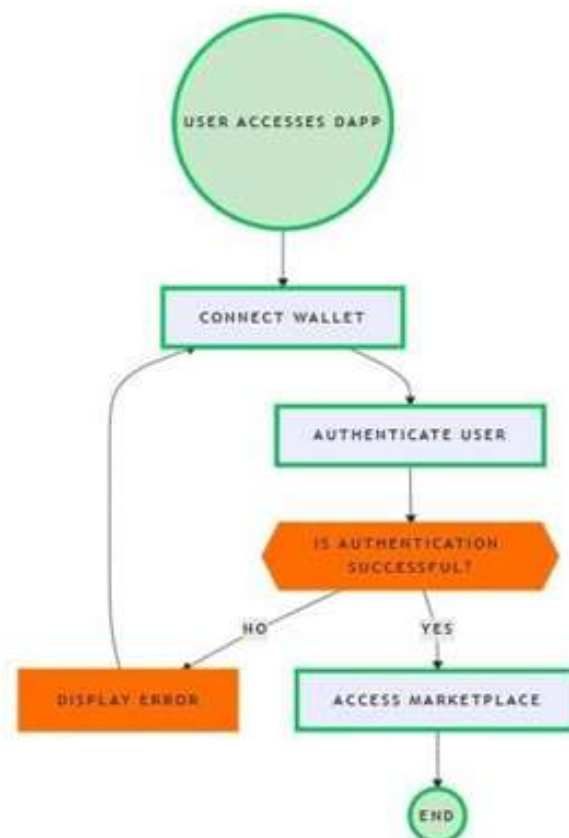 USER ACCESSES DAPP
CONNECT WALLET
AUTHENTICATE USER
IS AUTHENTICATION
SUCCESSFUL?
NO
YES
DISPLAY ERROR
ACCESS MARKETPLACE
END